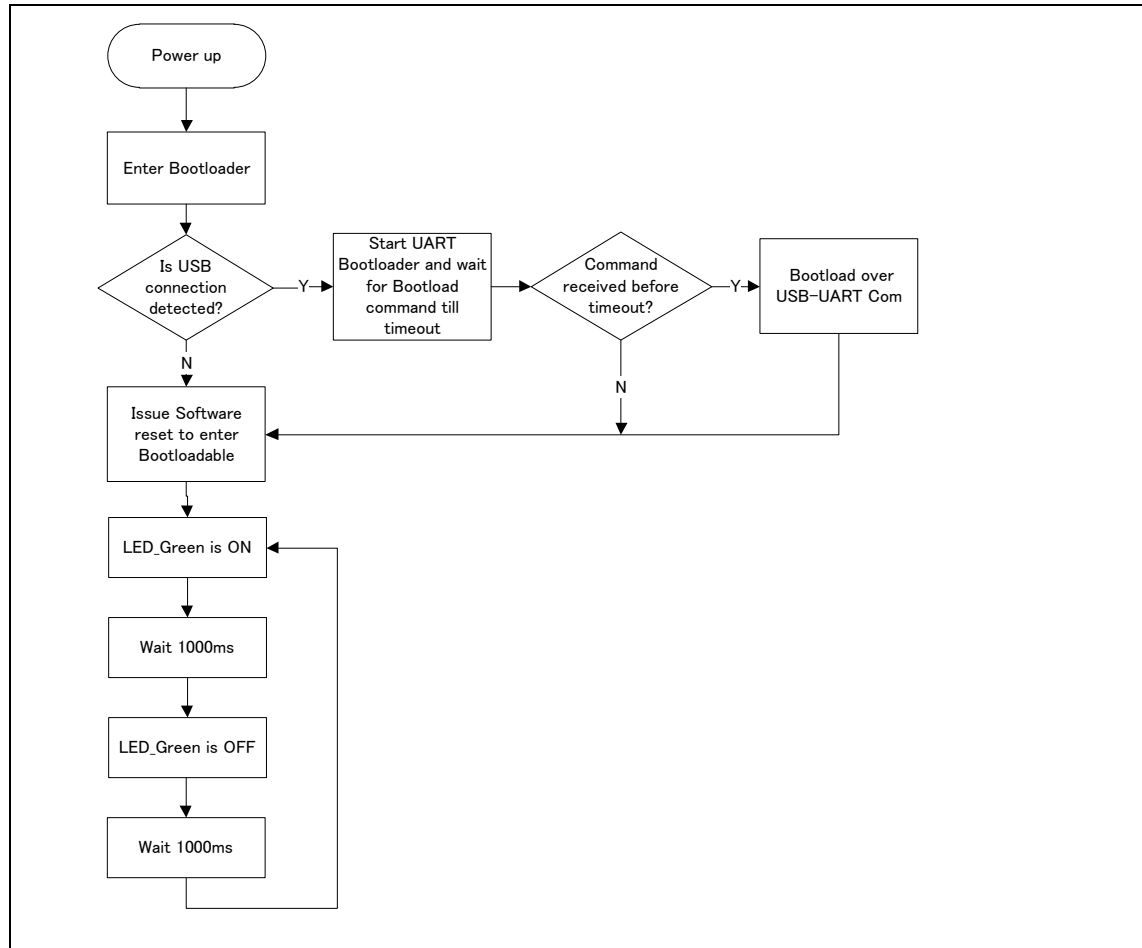 Power up
Enter Bootloader
Is USB
connection
detected?
Y
Start UART
Bootloader and wait
for Bootload
command till
timeout
Command
received before
timeout?
Y
Bootload over
USB-UART Com
N
N
Issue Software
reset to enter
Bootloadable
LED_Green is ON
Wait 1000ms
LED_Green is OFF
Wait 1000ms